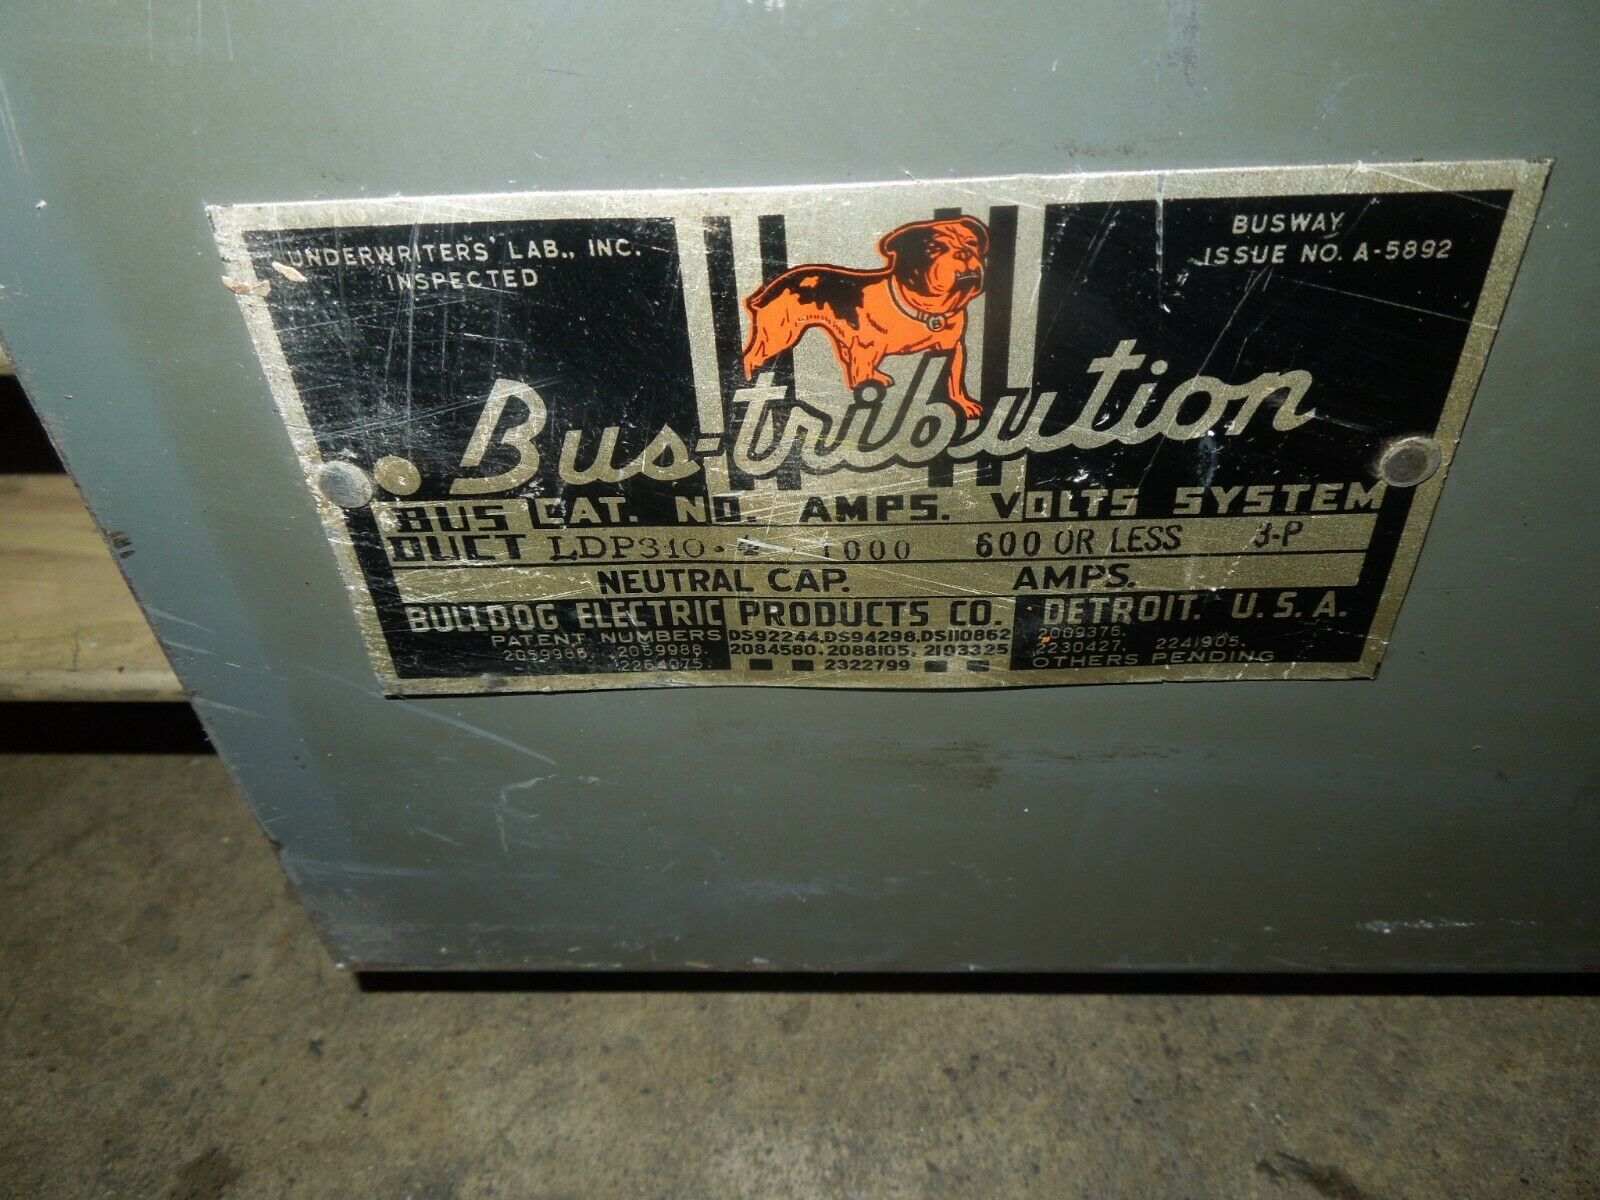 UNDERWRITERS' LAB., INC.
INSPECTED
BUSWAY
ISSUE NO. A-5892
Bus-tribution
BUS DUCT
CAT. NO. AMPS. VOLTS SYSTEM
LDP310 1000 600 OR LESS 3-P
NEUTRAL CAP. AMPS.
BULLDOG ELECTRIC PRODUCTS CO. DETROIT. U.S.A.
PATENT NUMBERS
2059986, 2059988,
2264075,
DS92244, DS94298, DS110862
2084580, 2088105, 2103325
2322799
2009376,
2230427, 2241905,
OTHERS PENDING